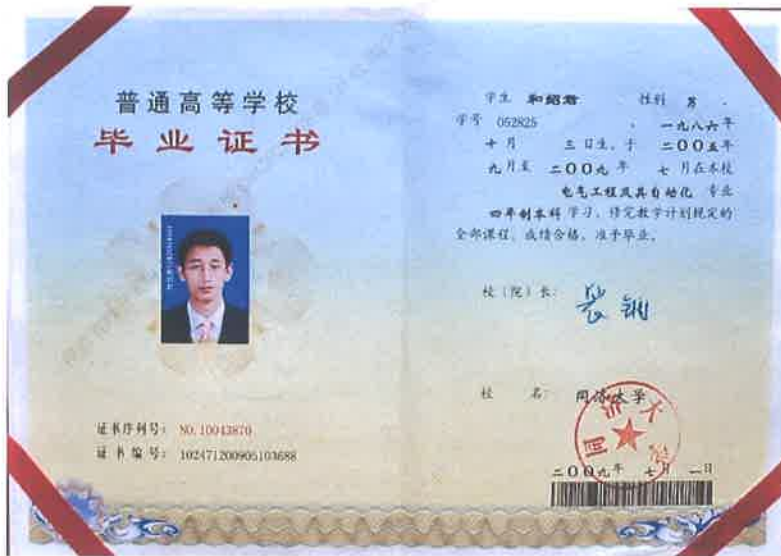 普通高等学校
毕业证书
证书序列号： NO.10043870
证书编号： 102471200905103688
学生 和绍君 性别 男
学号 052825 ，一九八六年
十月 三日生，于 二〇〇五年
九月至 二〇〇九年 七月在本校
电气工程及其自动化 专业
四年制本科 学习，修完教学计划规定的
全部课程，成绩合格，准予毕业。
校（院）长：
校 名： 同济大学
二〇〇九年 七月 一日